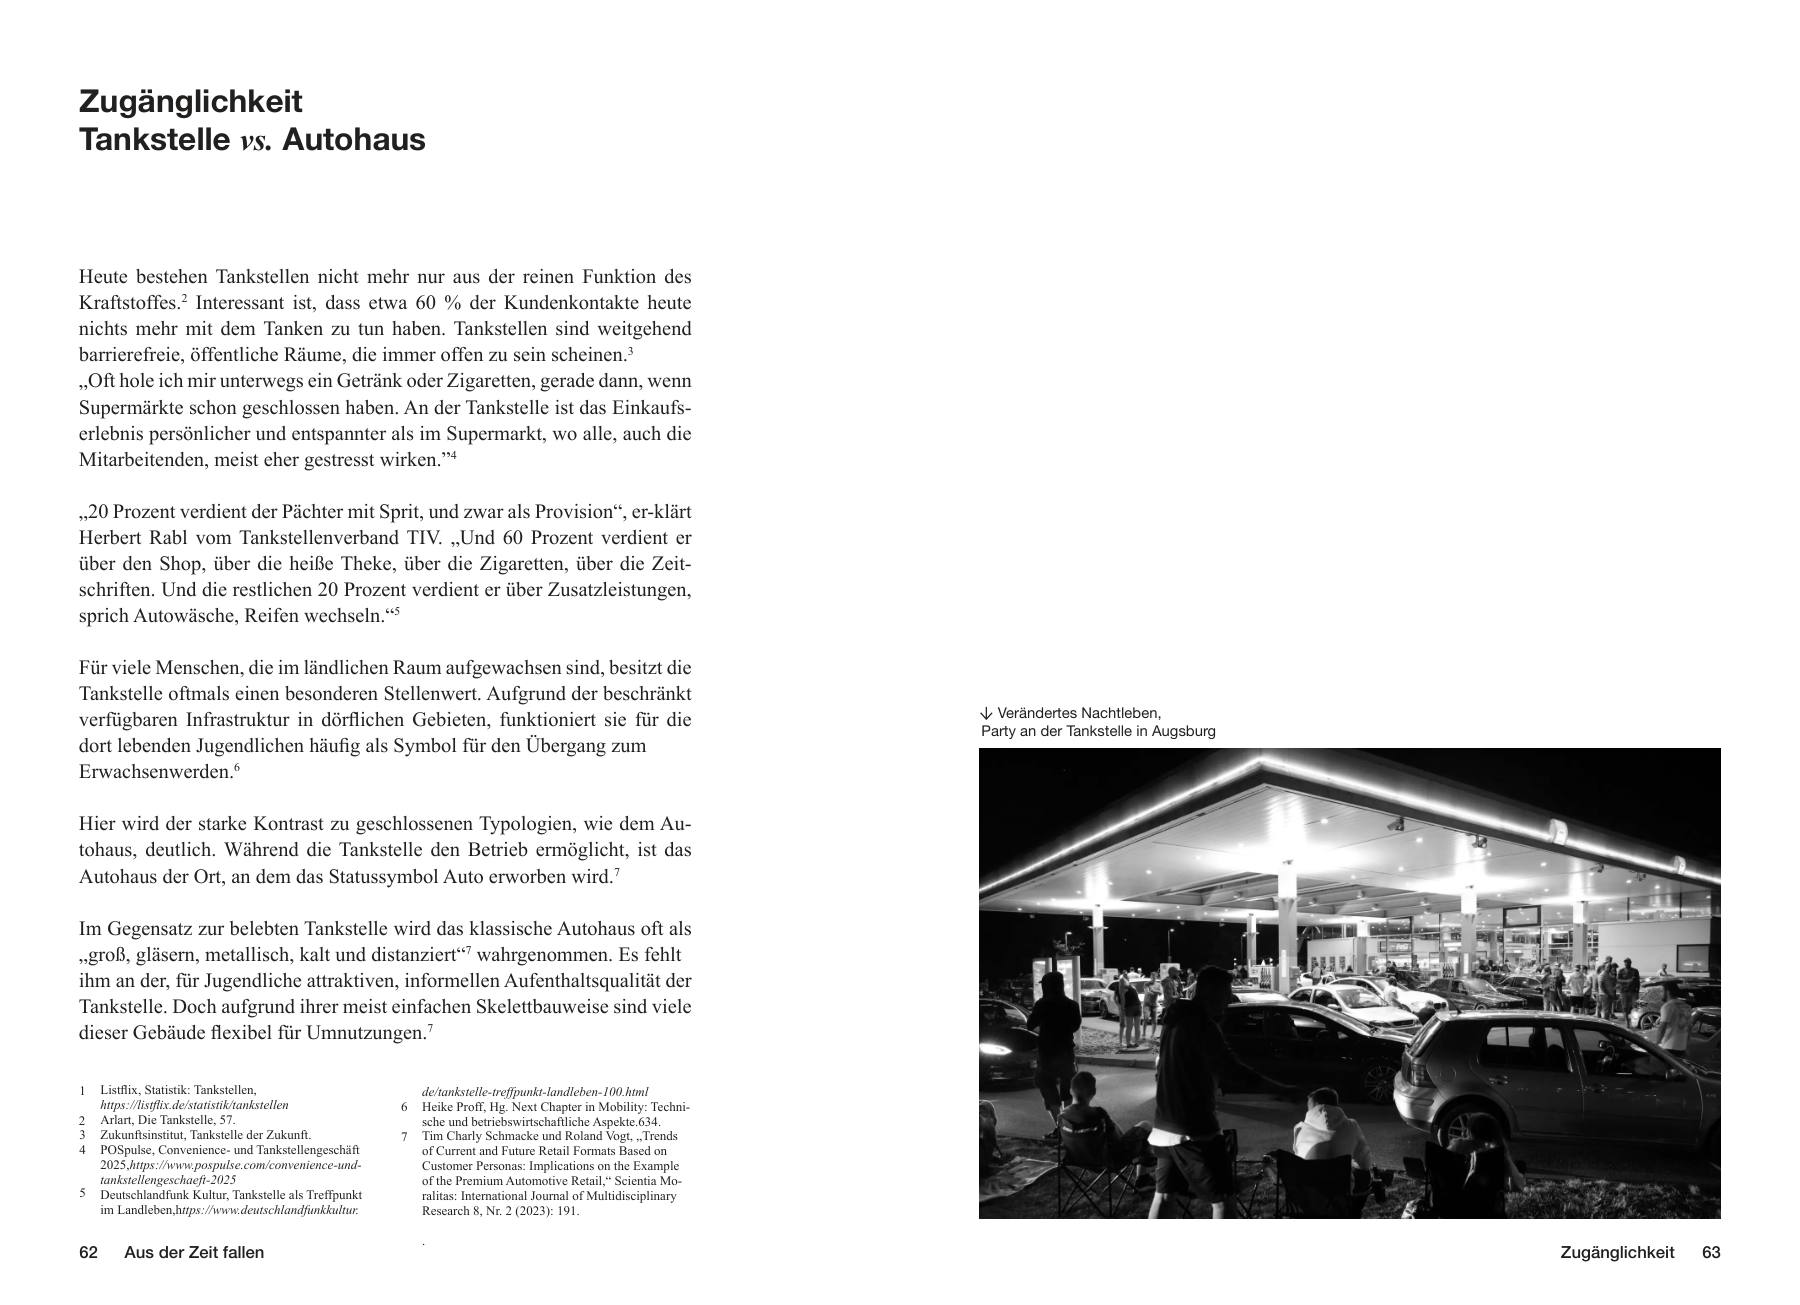 Zugänglichkeit
Tankstelle vs. Autohaus
Heute bestehen Tankstellen nicht mehr nur aus der reinen Funktion des
Kraftstoffes.² Interessant ist, dass etwa 60 % der Kundenkontakte heute
nichts mehr mit dem Tanken zu tun haben. Tankstellen sind weitgehend
barrierefreie, öffentliche Räume, die immer offen zu sein scheinen.³
„Oft hole ich mir unterwegs ein Getränk oder Zigaretten, gerade dann, wenn
Supermärkte schon geschlossen haben. An der Tankstelle ist das Einkaufs-
erlebnis persönlicher und entspannter als im Supermarkt, wo alle, auch die
Mitarbeitenden, meist eher gestresst wirken.”⁴
„20 Prozent verdient der Pächter mit Sprit, und zwar als Provision“, er-klärt
Herbert Rabl vom Tankstellenverband TIV. „Und 60 Prozent verdient er
über den Shop, über die heiße Theke, über die Zigaretten, über die Zeit-
schriften. Und die restlichen 20 Prozent verdient er über Zusatzleistungen,
sprich Autowäsche, Reifen wechseln.“⁵
Für viele Menschen, die im ländlichen Raum aufgewachsen sind, besitzt die
Tankstelle oftmals einen besonderen Stellenwert. Aufgrund der beschränkt
verfügbaren Infrastruktur in dörflichen Gebieten, funktioniert sie für die
dort lebenden Jugendlichen häufig als Symbol für den Übergang zum
Erwachsenwerden.⁶
Hier wird der starke Kontrast zu geschlossenen Typologien, wie dem Au-
tohaus, deutlich. Während die Tankstelle den Betrieb ermöglicht, ist das
Autohaus der Ort, an dem das Statussymbol Auto erworben wird.⁷
Im Gegensatz zur belebten Tankstelle wird das klassische Autohaus oft als
„groß, gläsern, metallisch, kalt und distanziert“⁷ wahrgenommen. Es fehlt
ihm an der, für Jugendliche attraktiven, informellen Aufenthaltsqualität der
Tankstelle. Doch aufgrund ihrer meist einfachen Skelettbauweise sind viele
dieser Gebäude flexibel für Umnutzungen.⁷
1 Listflix, Statistik: Tankstellen,
https://listflix.de/statistik/tankstellen
2 Arlart, Die Tankstelle, 57.
3 Zukunftsinstitut, Tankstelle der Zukunft.
4 POSpulse, Convenience- und Tankstellengeschäft
2025,https://www.pospulse.com/convenience-und-
tankstellengeschaeft-2025
5 Deutschlandfunk Kultur, Tankstelle als Treffpunkt
im Landleben,https://www.deutschlandfunkkultur.
de/tankstelle-treffpunkt-landleben-100.html
6 Heike Proff, Hg. Next Chapter in Mobility: Techni-
sche und betriebswirtschaftliche Aspekte.634.
7 Tim Charly Schmacke und Roland Vogt, „Trends
of Current and Future Retail Formats Based on
Customer Personas: Implications on the Example
of the Premium Automotive Retail,“ Scientia Mo-
ralitas: International Journal of Multidisciplinary
Research 8, Nr. 2 (2023): 191.
.
62 Aus der Zeit fallen
↓ Verändertes Nachtleben,
Party an der Tankstelle in Augsburg
Zugänglichkeit 63